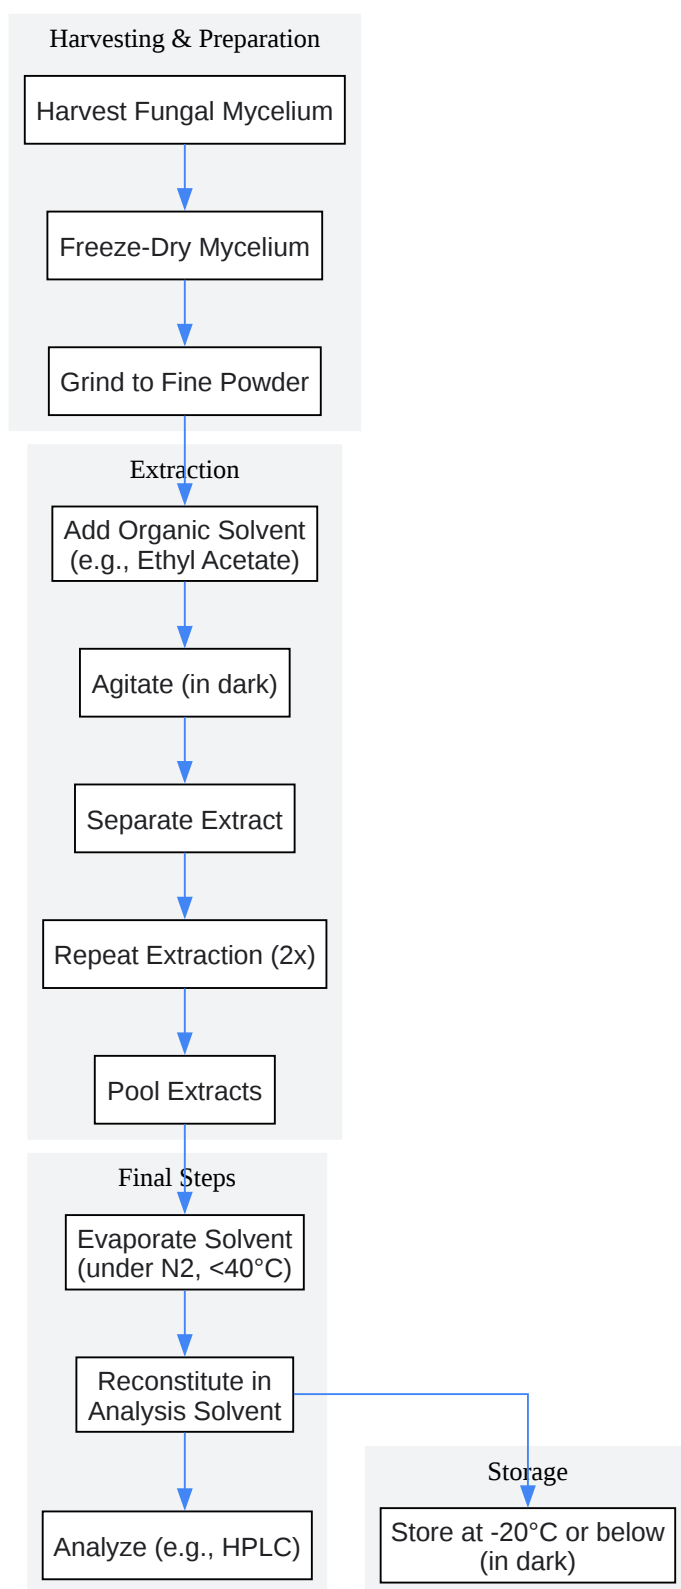 Harvesting & Preparation
Harvest Fungal Mycelium
Freeze-Dry Mycelium
Grind to Fine Powder
Extraction
Add Organic Solvent
(e.g., Ethyl Acetate)
Agitate (in dark)
Separate Extract
Repeat Extraction (2x)
Pool Extracts
Final Steps
Evaporate Solvent
(under N2, <40°C)
Reconstitute in
Analysis Solvent
Analyze (e.g., HPLC)
Storage
Store at -20°C or below
(in dark)